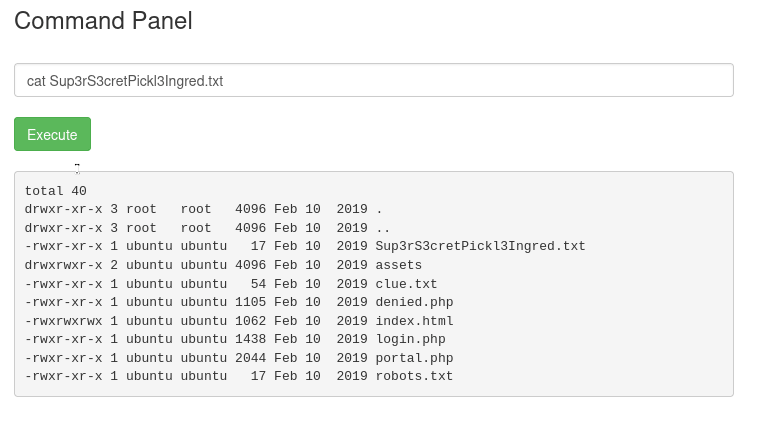 Command Panel
cat Sup3rS3cretPickl3Ingred.txt
Execute
total 40
drwxr-xr-x 3 root   root   4096 Feb 10  2019 .
drwxr-xr-x 3 root   root   4096 Feb 10  2019 ..
-rwxr-xr-x 1 ubuntu ubuntu   17 Feb 10  2019 Sup3rS3cretPickl3Ingred.txt
drwxrwxr-x 2 ubuntu ubuntu 4096 Feb 10  2019 assets
-rwxr-xr-x 1 ubuntu ubuntu   54 Feb 10  2019 clue.txt
-rwxr-xr-x 1 ubuntu ubuntu 1105 Feb 10  2019 denied.php
-rwxrwxrwx 1 ubuntu ubuntu 1062 Feb 10  2019 index.html
-rwxr-xr-x 1 ubuntu ubuntu 1438 Feb 10  2019 login.php
-rwxr-xr-x 1 ubuntu ubuntu 2044 Feb 10  2019 portal.php
-rwxr-xr-x 1 ubuntu ubuntu   17 Feb 10  2019 robots.txt